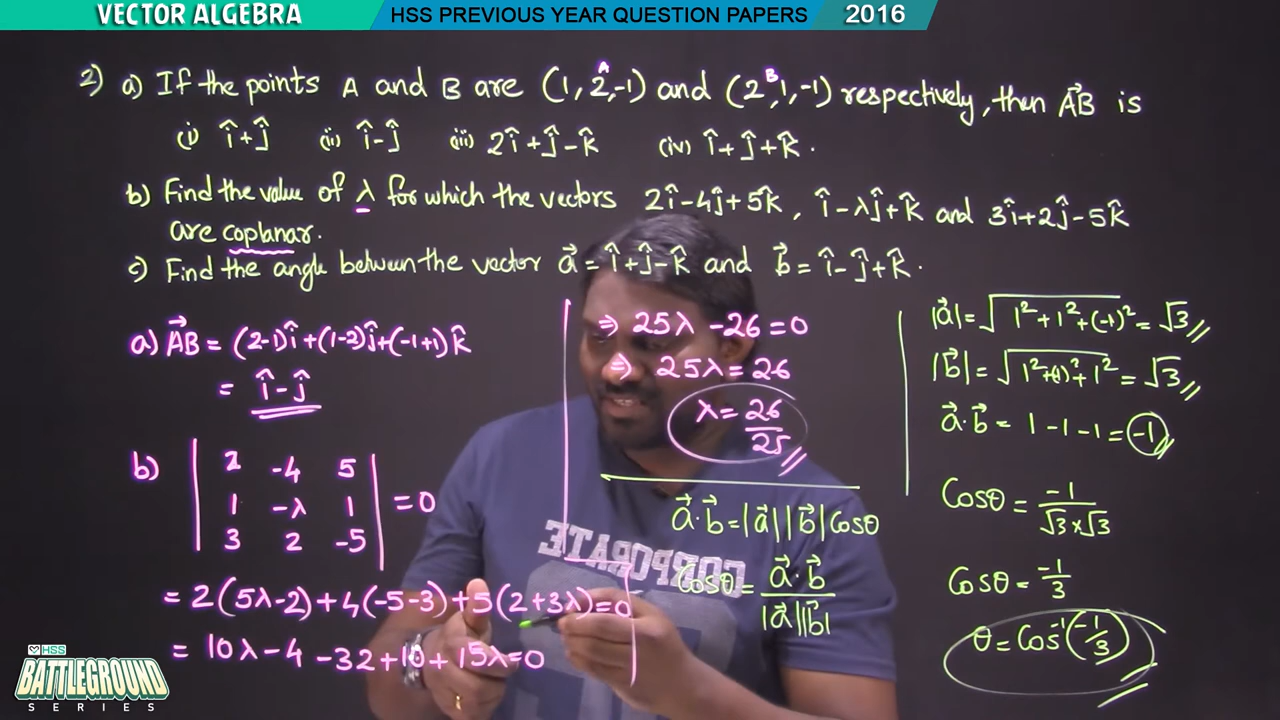 VECTOR ALGEBRA
HSS PREVIOUS YEAR QUESTION PAPERS
2016
2) a) If the points A and B are (1, 2, -1) and (2, 1, -1) respectively, then A⃗B is
A B
(i) î+ĵ (ii) î-ĵ (iii) 2î+ĵ-k̂ (iv) î+ĵ+k̂.
b) Find the value of λ for which the vectors 2î-4ĵ+5k̂, î-λĵ+k̂ and 3î+2ĵ-5k̂
are coplanar.
c) Find the angle between the vector a⃗ = î+ĵ-k̂ and b⃗ = î-ĵ+k̂.
a) A⃗B = (2-1)î+(1-2)ĵ+(-1+1)k̂
= î-ĵ
b) | 2 -4 5 |
| 1 -λ 1 | = 0
| 3 2 -5 |
= 2(5λ-2)+4(-5-3)+5(2+3λ)=0
= 10λ-4 -32+10+15λ=0
⇒ 25λ -26 = 0
⇒ 25λ = 26
λ = 26/25
a⃗·b⃗ = |a⃗||b⃗|cosθ
Cosθ = a⃗·b⃗/|a⃗||b⃗|
|a⃗| = √1²+1²+(-1)² = √3
|b⃗| = √1²+(-1)²+1² = √3
a⃗·b⃗ = 1-1-1 = -1
Cosθ = -1/√3×√3
Cosθ = -1/3
θ = Cos⁻¹(-1/3)
CORPORATE
HSS
BATTLEGROUND
SERIES